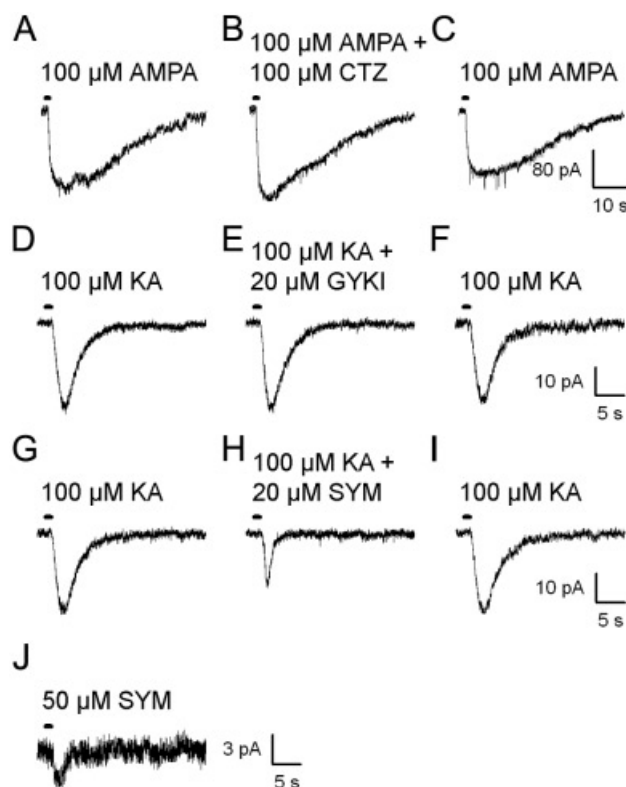 A
100 µM AMPA
B
100 µM AMPA +
100 µM CTZ
C
100 µM AMPA
80 pA
10 s
D
100 µM KA
E
100 µM KA +
20 µM GYKI
F
100 µM KA
10 pA
5 s
G
100 µM KA
H
100 µM KA +
20 µM SYM
I
100 µM KA
10 pA
5 s
J
50 µM SYM
3 pA
5 s